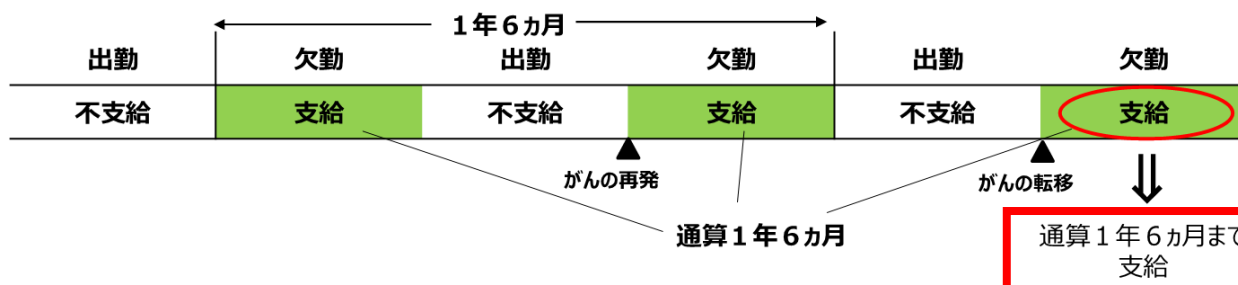 1年6ヵ月
出勤 欠勤 出勤 欠勤 出勤 欠勤
不支給 支給 不支給 支給 不支給 支給
がんの再発 がんの転移
通算1年6ヵ月
通算1年6ヵ月まで
支給